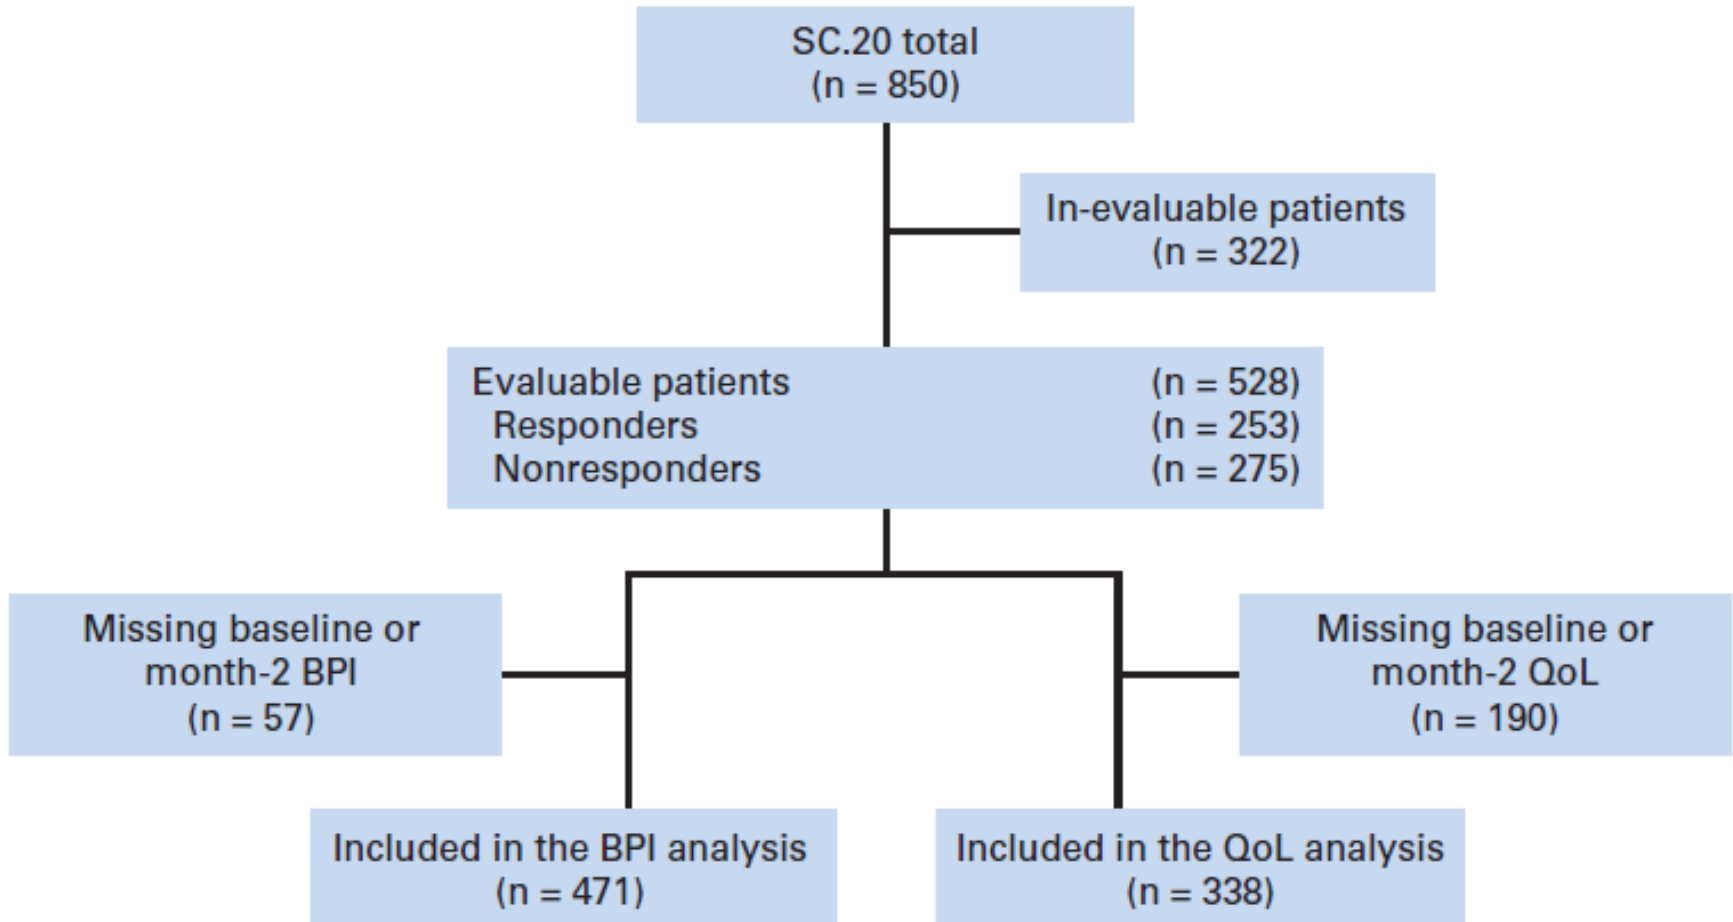 SC.20 total
(n = 850)
In-evaluable patients
(n = 322)
Evaluable patients (n = 528)
Responders (n = 253)
Nonresponders (n = 275)
Missing baseline or
month-2 BPI
(n = 57)
Missing baseline or
month-2 QoL
(n = 190)
Included in the BPI analysis
(n = 471)
Included in the QoL analysis
(n = 338)